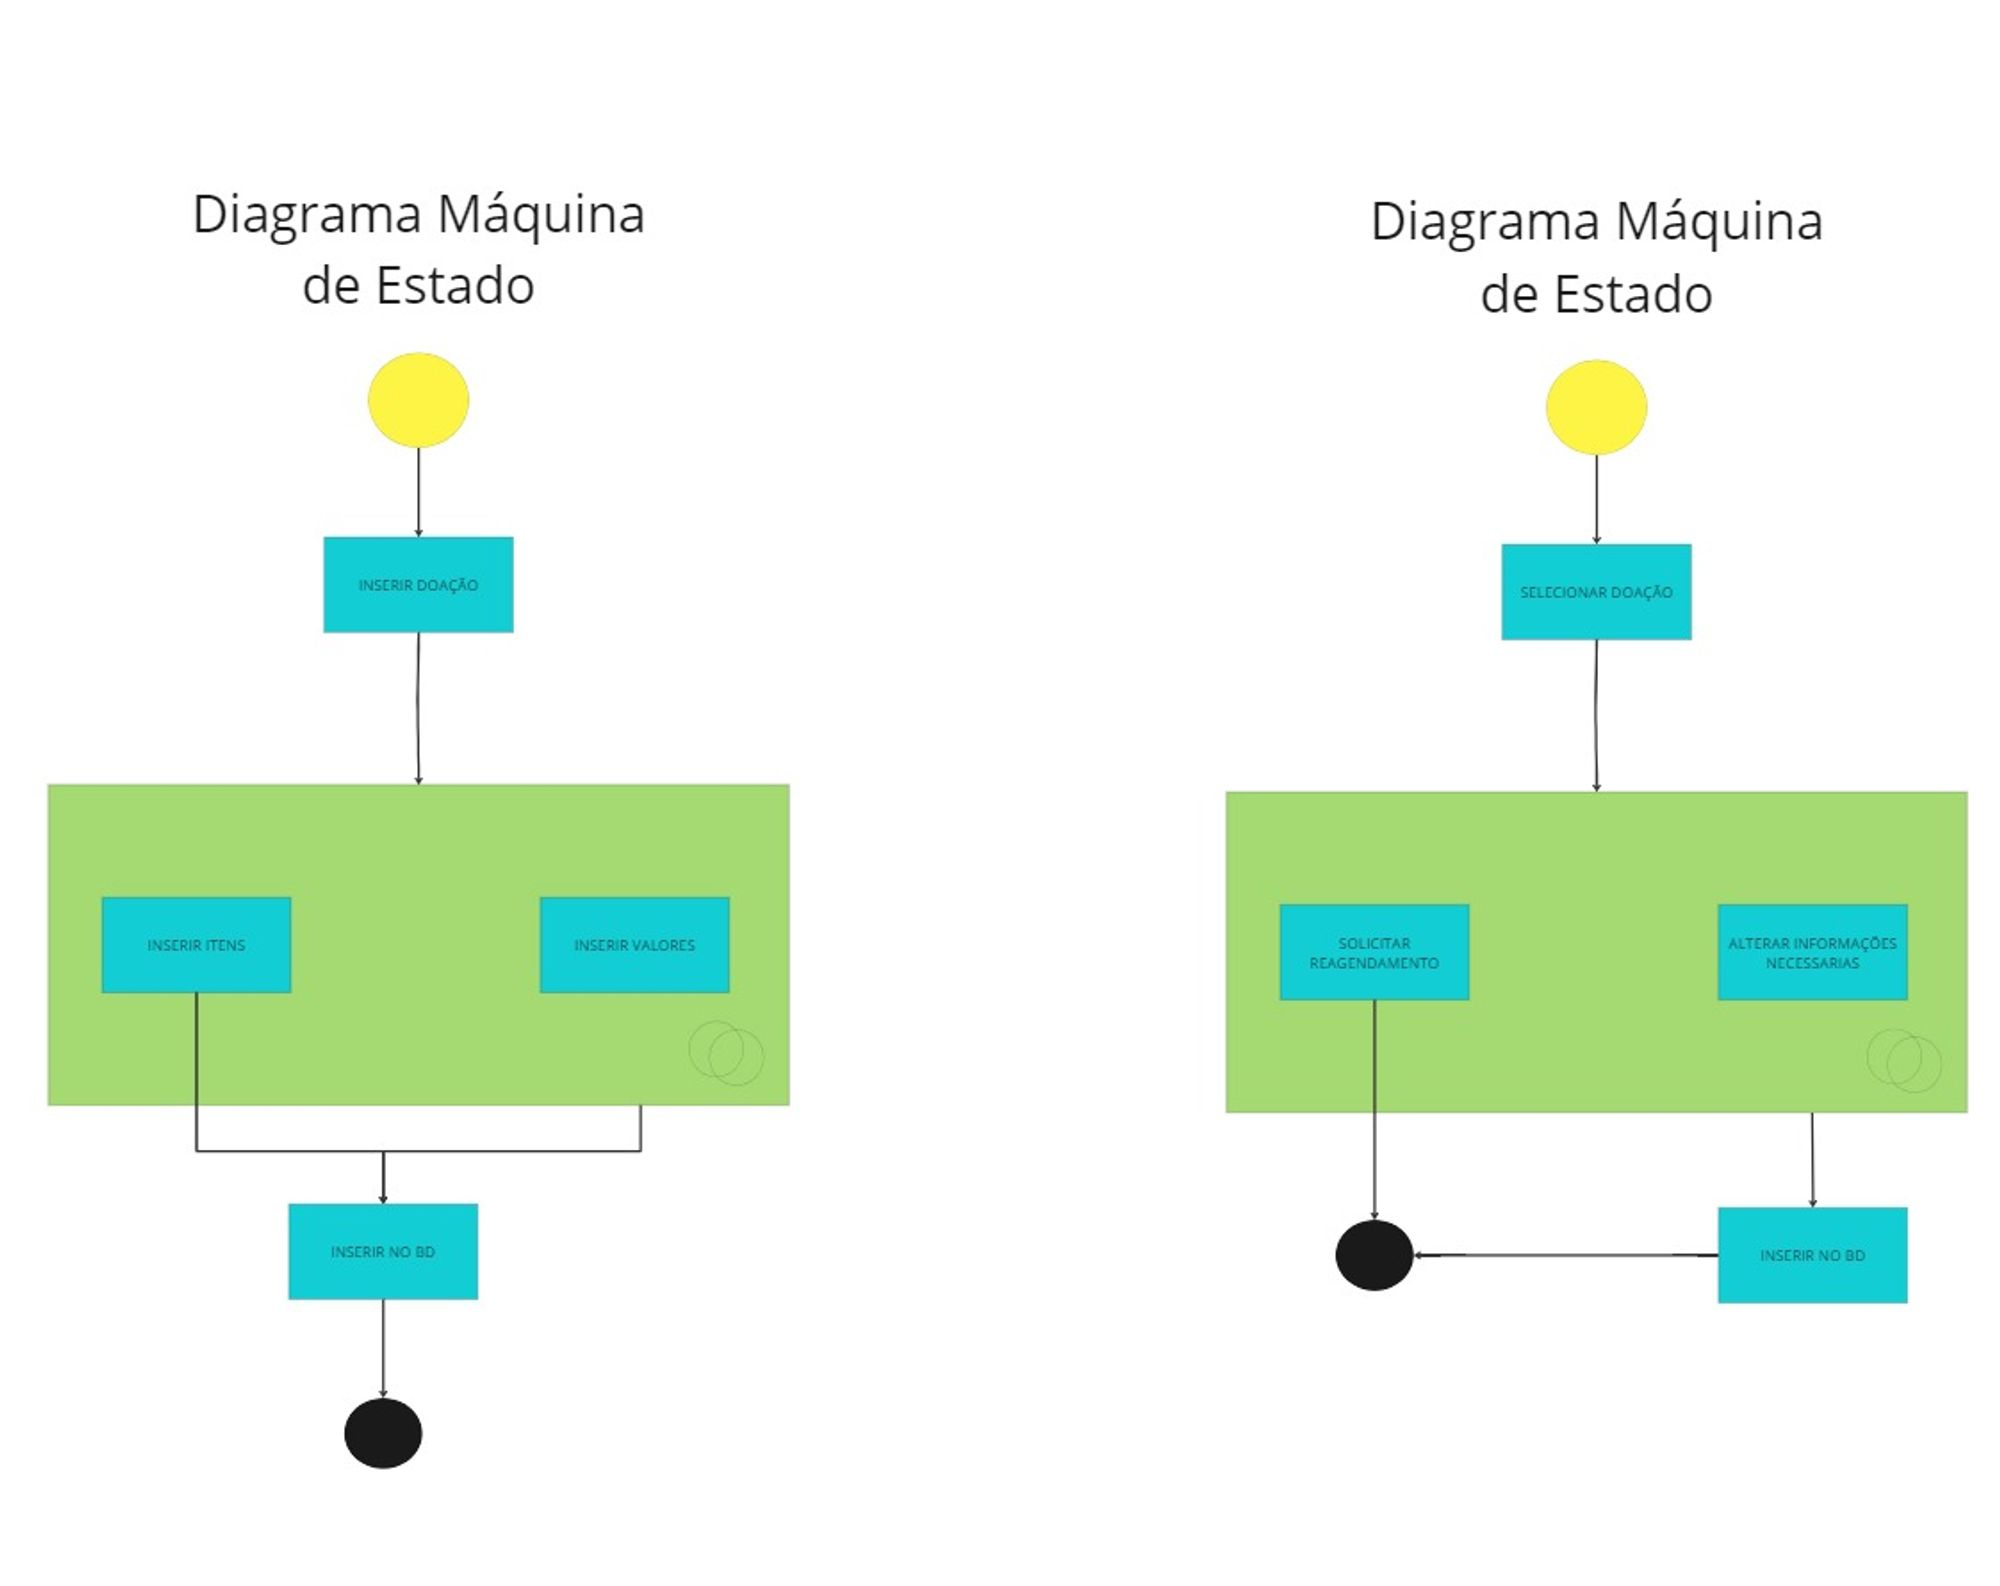 Diagrama Máquina
de Estado
INSERIR DOAÇÃO
INSERIR ITENS
INSERIR VALORES
INSERIR NO BD
Diagrama Máquina
de Estado
SELECIONAR DOAÇÃO
SOLICITAR
REAGENDAMENTO
ALTERAR INFORMAÇÕES
NECESSARIAS
INSERIR NO BD